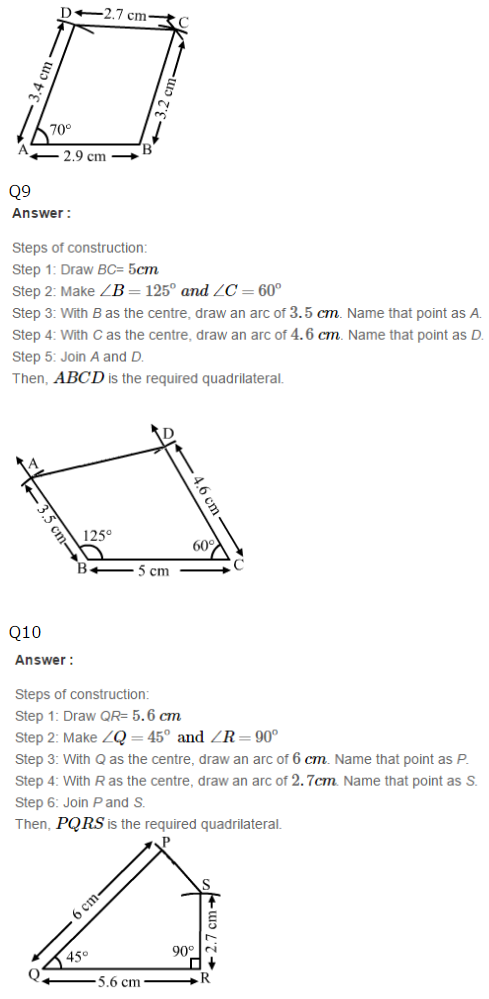 D 2.7 cm C
3.4 cm
3.2 cm
70°
A B
2.9 cm
Q9
Answer :
Steps of construction:
Step 1: Draw BC= 5cm
Step 2: Make ∠B = 125° and ∠C = 60°
Step 3: With B as the centre, draw an arc of 3.5 cm. Name that point as A.
Step 4: With C as the centre, draw an arc of 4.6 cm. Name that point as D.
Step 5: Join A and D.
Then, ABCD is the required quadrilateral.
D
A
4.6 cm
3.5 cm
125°
60°
B C
5 cm
Q10
Answer :
Steps of construction:
Step 1: Draw QR= 5.6 cm
Step 2: Make ∠Q = 45° and ∠R = 90°
Step 3: With Q as the centre, draw an arc of 6 cm. Name that point as P.
Step 4: With R as the centre, draw an arc of 2.7cm. Name that point as S.
Step 6: Join P and S.
Then, PQRS is the required quadrilateral.
P
S
6 cm
2.7 cm
45° 90°
Q R
5.6 cm